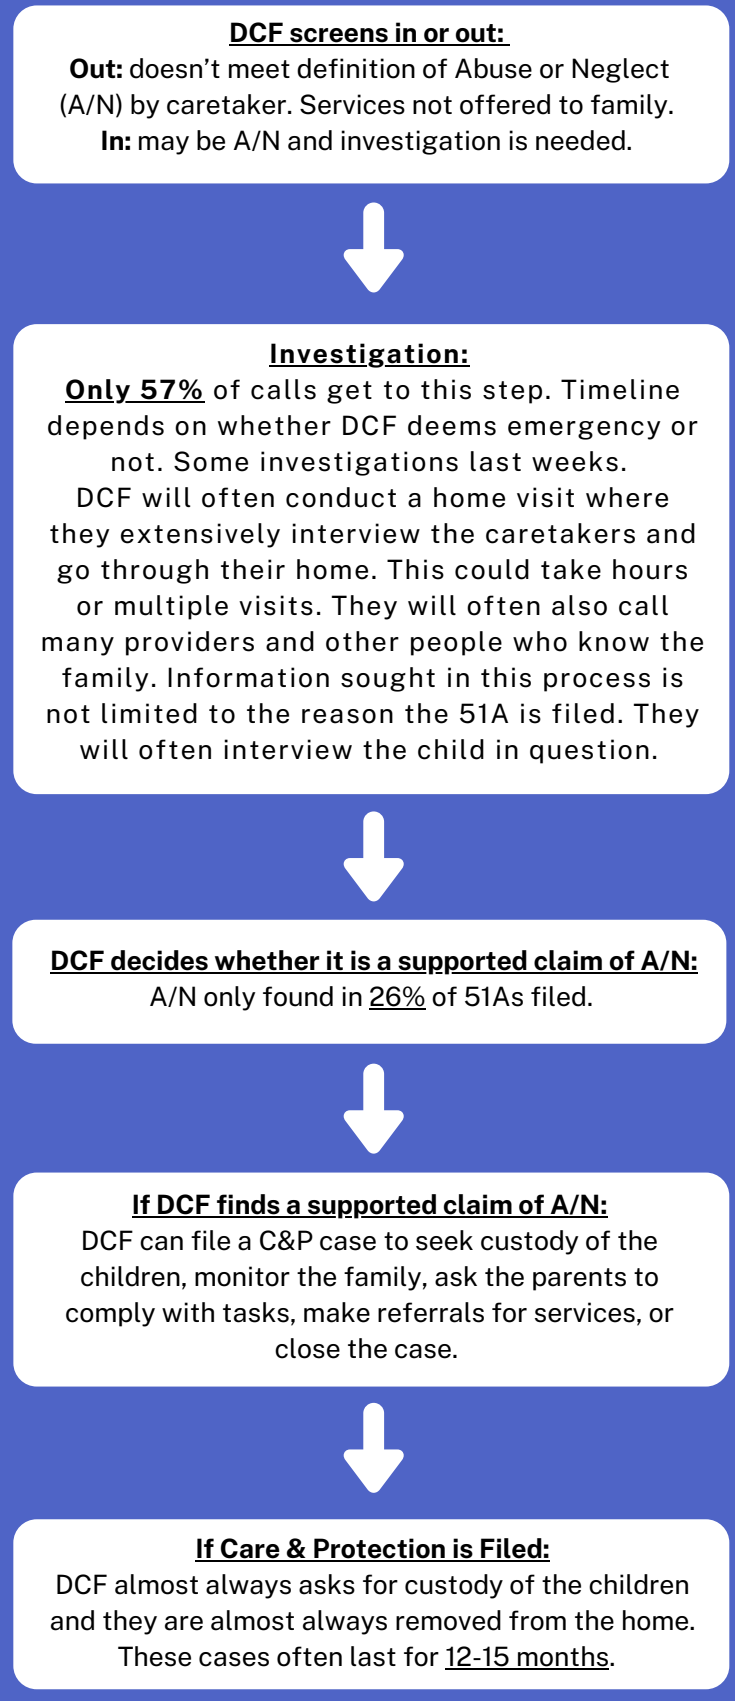 DCF screens in or out:
Out: doesn’t meet definition of Abuse or Neglect
(A/N) by caretaker. Services not offered to family.
In: may be A/N and investigation is needed.
Investigation:
Only 57% of calls get to this step. Timeline
depends on whether DCF deems emergency or
not. Some investigations last weeks.
DCF will often conduct a home visit where
they extensively interview the caretakers and
go through their home. This could take hours
or multiple visits. They will often also call
many providers and other people who know the
family. Information sought in this process is
not limited to the reason the 51A is filed. They
will often interview the child in question.
DCF decides whether it is a supported claim of A/N:
A/N only found in 26% of 51As filed.
If DCF finds a supported claim of A/N:
DCF can file a C&P case to seek custody of the
children, monitor the family, ask the parents to
comply with tasks, make referrals for services, or
close the case.
If Care & Protection is Filed:
DCF almost always asks for custody of the children
and they are almost always removed from the home.
These cases often last for 12-15 months.